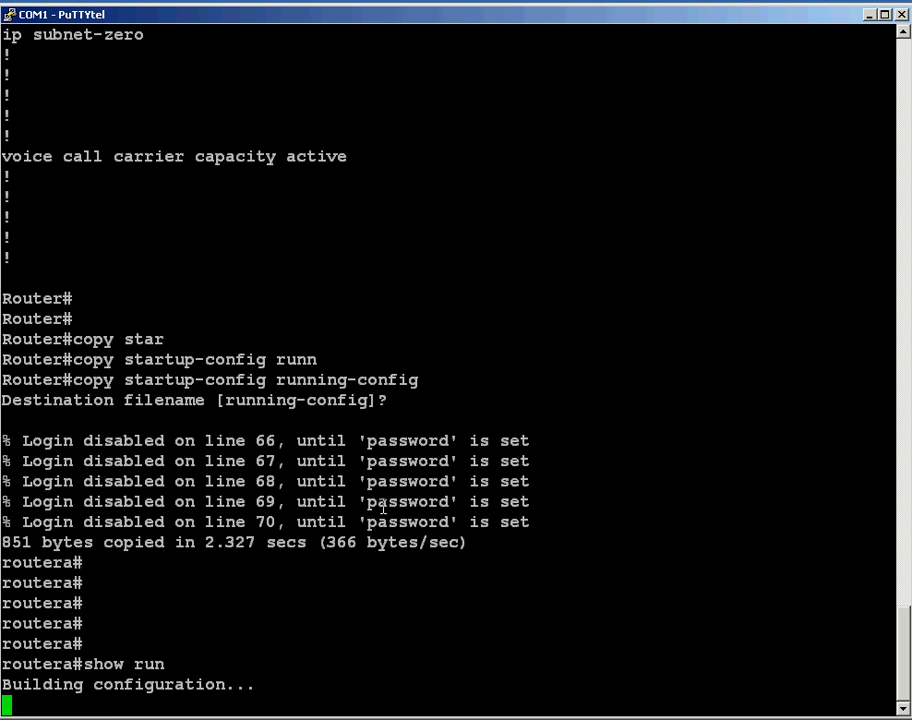 COM1 - PuTTYtel
ip subnet-zero
!
!
!
!
!
voice call carrier capacity active
!
!
!
!
!
Router#
Router#
Router#copy star
Router#copy startup-config runn
Router#copy startup-config running-config
Destination filename [running-config]?
% Login disabled on line 66, until 'password' is set
% Login disabled on line 67, until 'password' is set
% Login disabled on line 68, until 'password' is set
% Login disabled on line 69, until 'password' is set
% Login disabled on line 70, until 'password' is set
851 bytes copied in 2.327 secs (366 bytes/sec)
routera#
routera#
routera#
routera#
routera#
routera#show run
Building configuration...